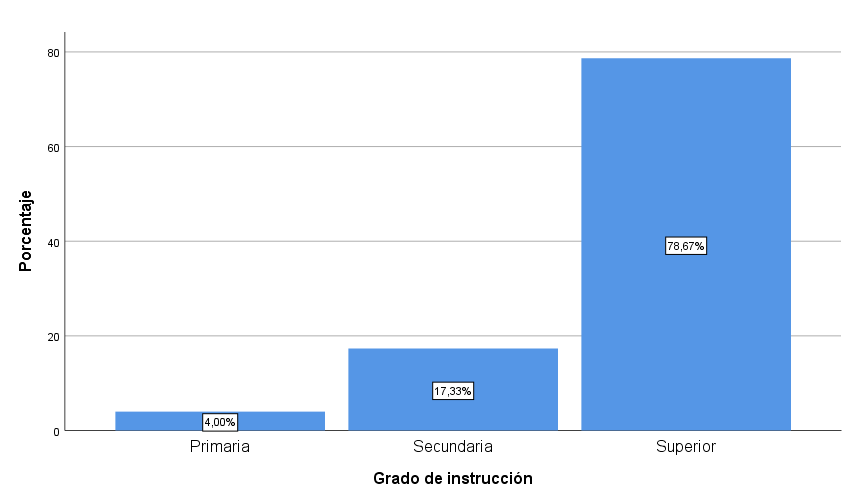 Porcentaje
80
60
40
20
0
4,00%
17,33%
78,67%
Primaria
Secundaria
Superior
Grado de instrucción